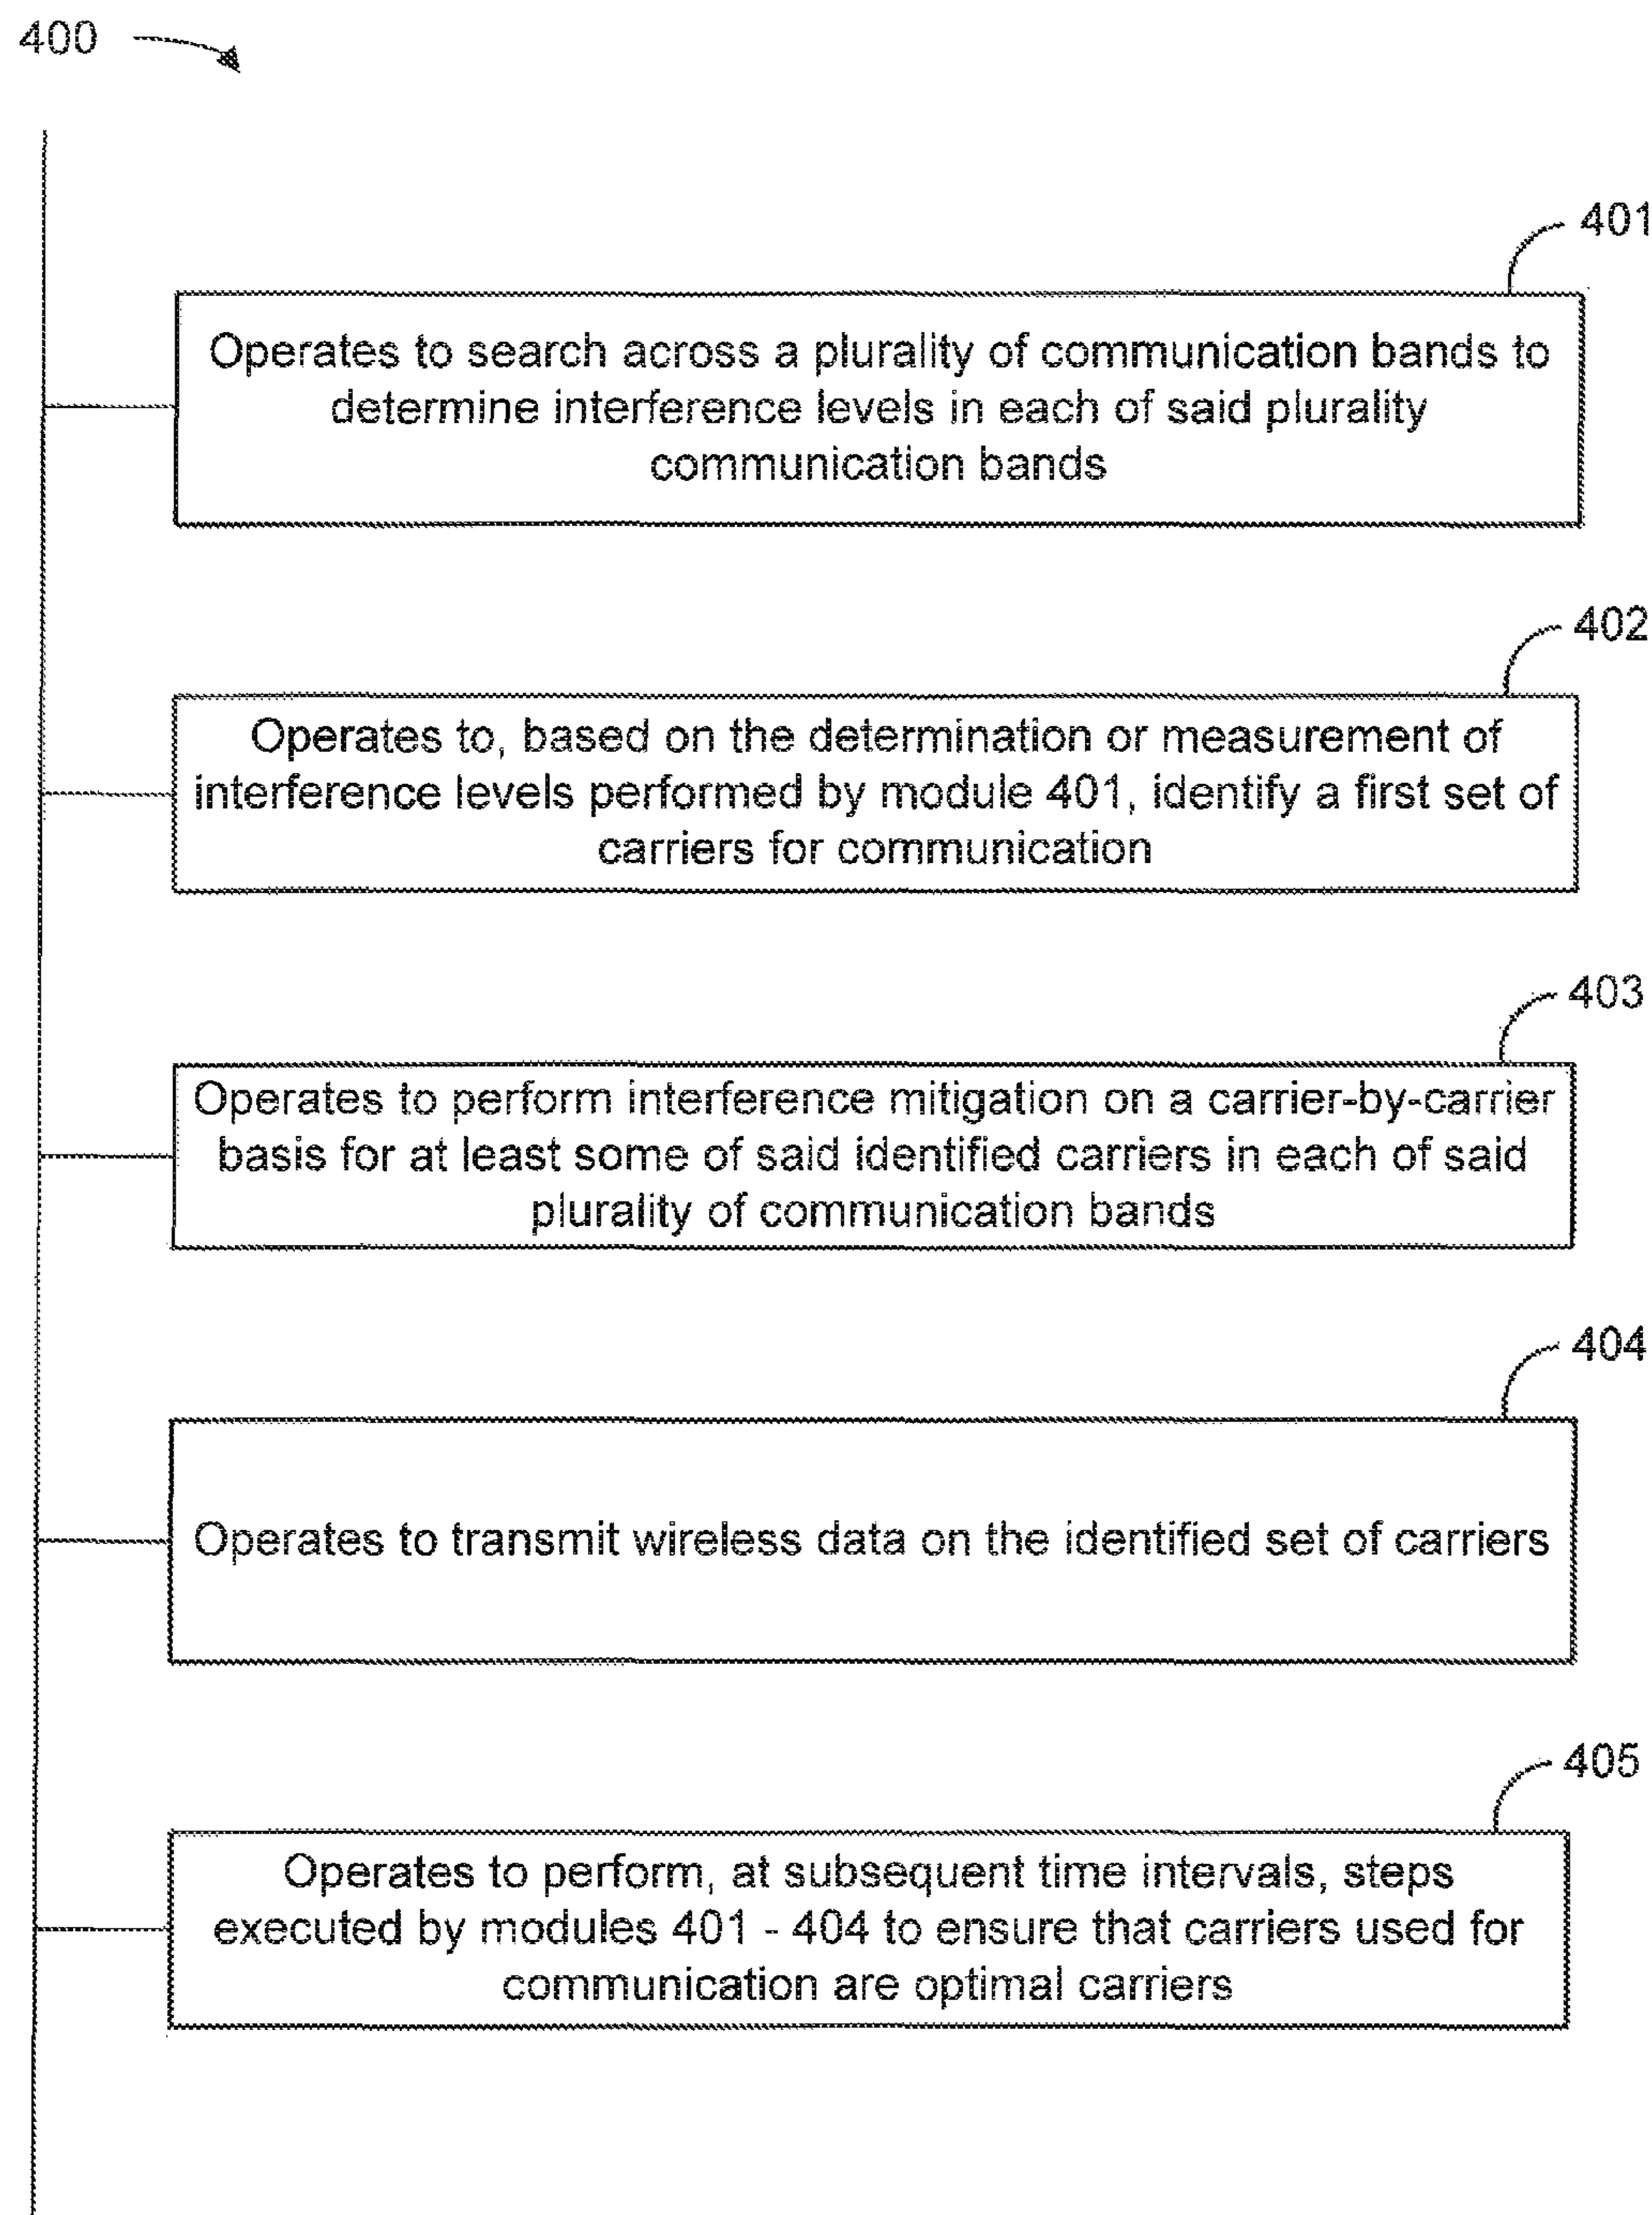 400
401
Operates to search across a plurality of communication bands to
determine interference levels in each of said plurality
communication bands
402
Operates to, based on the determination or measurement of
interference levels performed by module 401, identify a first set of
carriers for communication
403
Operates to perform interference mitigation on a carrier-by-carrier
basis for at least some of said identified carriers in each of said
plurality of communication bands
404
Operates to transmit wireless data on the identified set of carriers
405
Operates to perform, at subsequent time intervals, steps
executed by modules 401 - 404 to ensure that carriers used for
communication are optimal carriers